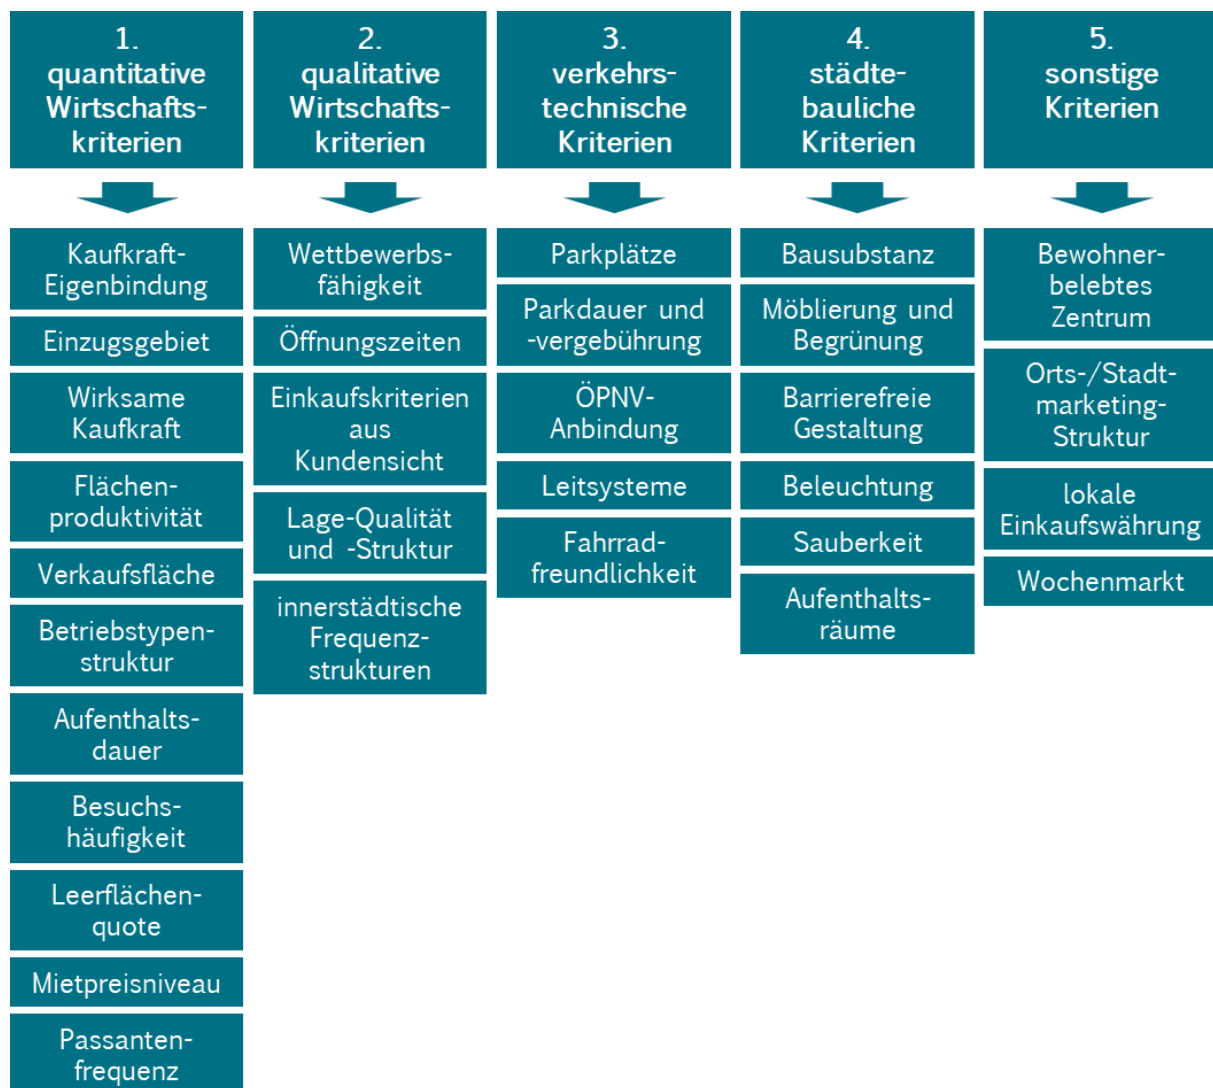 1.
quantitative
Wirtschafts-
kriterien
Kaufkraft-
Eigenbindung
Einzugsgebiet
Wirksame
Kaufkraft
Flächen-
produktivität
Verkaufsfläche
Betriebstypen-
struktur
Aufenthalts-
dauer
Besuchs-
häufigkeit
Leerflächen-
quote
Mietpreisniveau
Passanten-
frequenz
2.
qualitative
Wirtschafts-
kriterien
Wettbewerbs-
fähigkeit
Öffnungszeiten
Einkaufskriterien
aus
Kundensicht
Lage-Qualität
und -Struktur
innerstädtische
Frequenz-
strukturen
3.
verkehrs-
technische
Kriterien
Parkplätze
Parkdauer und
-vergebührung
ÖPNV-
Anbindung
Leitsysteme
Fahrrad-
freundlichkeit
4.
städte-
bauliche
Kriterien
Bausubstanz
Möblierung und
Begrünung
Barrierefreie
Gestaltung
Beleuchtung
Sauberkeit
Aufenthalts-
räume
5.
sonstige
Kriterien
Bewohner-
belebtes
Zentrum
Orts-/Stadt-
marketing-
Struktur
lokale
Einkaufswährung
Wochenmarkt